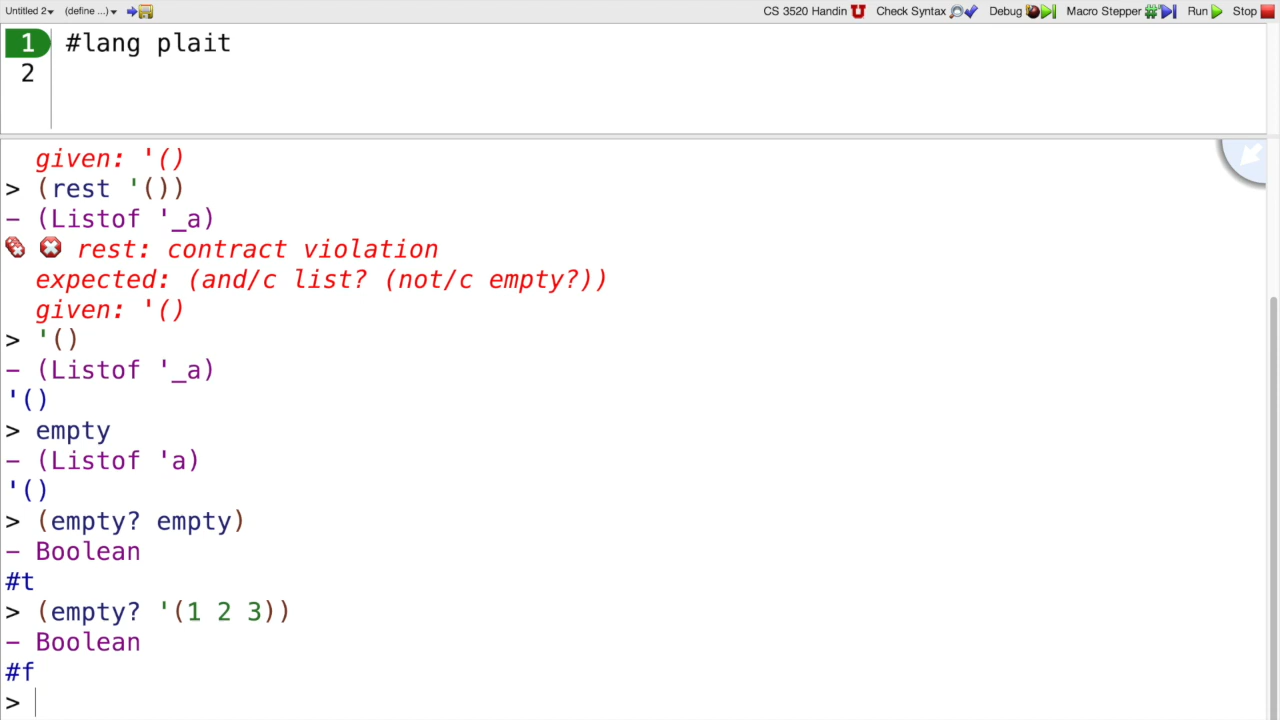 Untitled 2 (define ...) CS 3520 Handin Check Syntax Debug Macro Stepper Run Stop
1 #lang plait
2
given: '()
> (rest '())
- (Listof '_a)
rest: contract violation
expected: (and/c list? (not/c empty?))
given: '()
> '()
- (Listof '_a)
'()
> empty
- (Listof 'a)
'()
> (empty? empty)
- Boolean
#t
> (empty? '(1 2 3))
- Boolean
#f
>